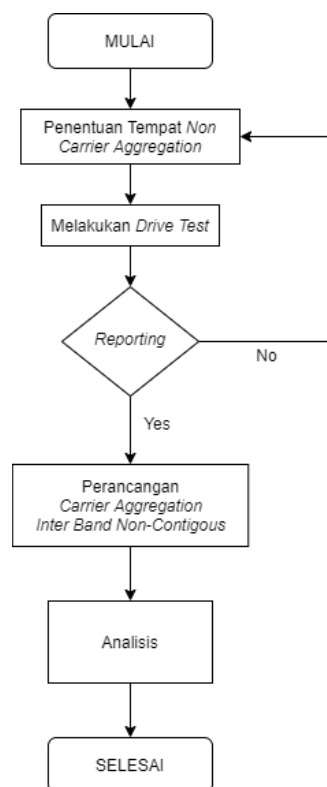 MULAI
Penentuan Tempat Non
Carrier Aggregation
Melakukan Drive Test
Reporting
No
Yes
Perancangan
Carrier Aggregation
Inter Band Non-Contigous
Analisis
SELESAI